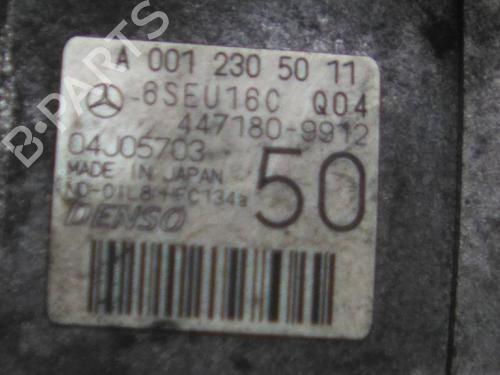 A 001 230 50 11
6SEU16C Q04
447180-9912
04J05703
MADE IN JAPAN
ND-OIL8 HFC134a
50
DENSO
B-PARTS